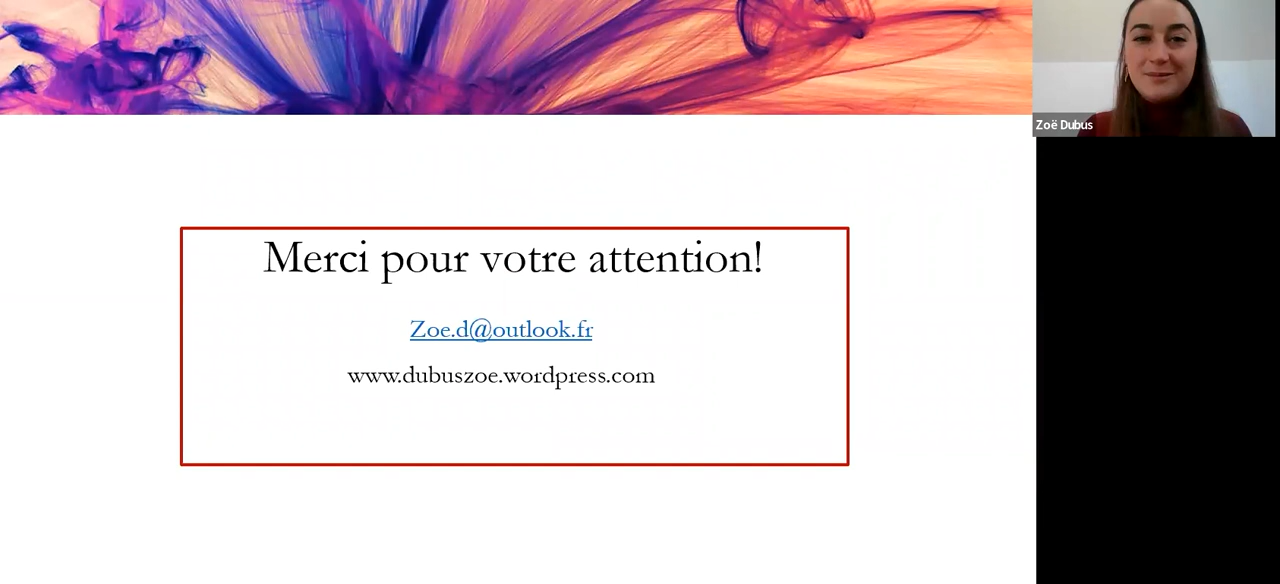 Zoë Dubus
Merci pour votre attention!
Zoe.d@outlook.fr
www.dubuszoe.wordpress.com